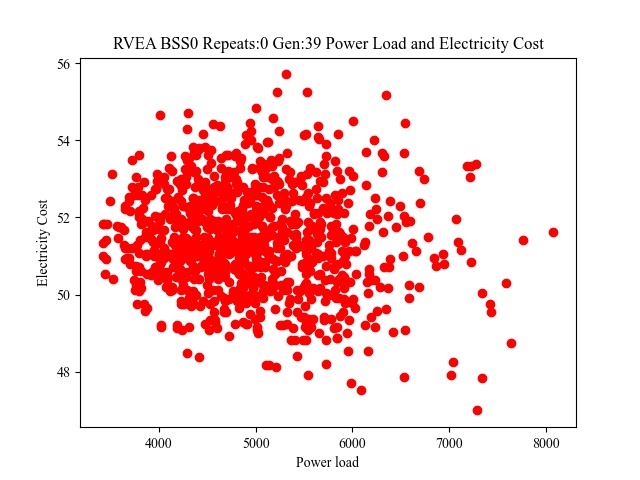 RVEA BSS0 Repeats:0 Gen:39 Power Load and Electricity Cost
56
54
52
50
48
Electricity Cost
4000 5000 6000 7000 8000
Power load